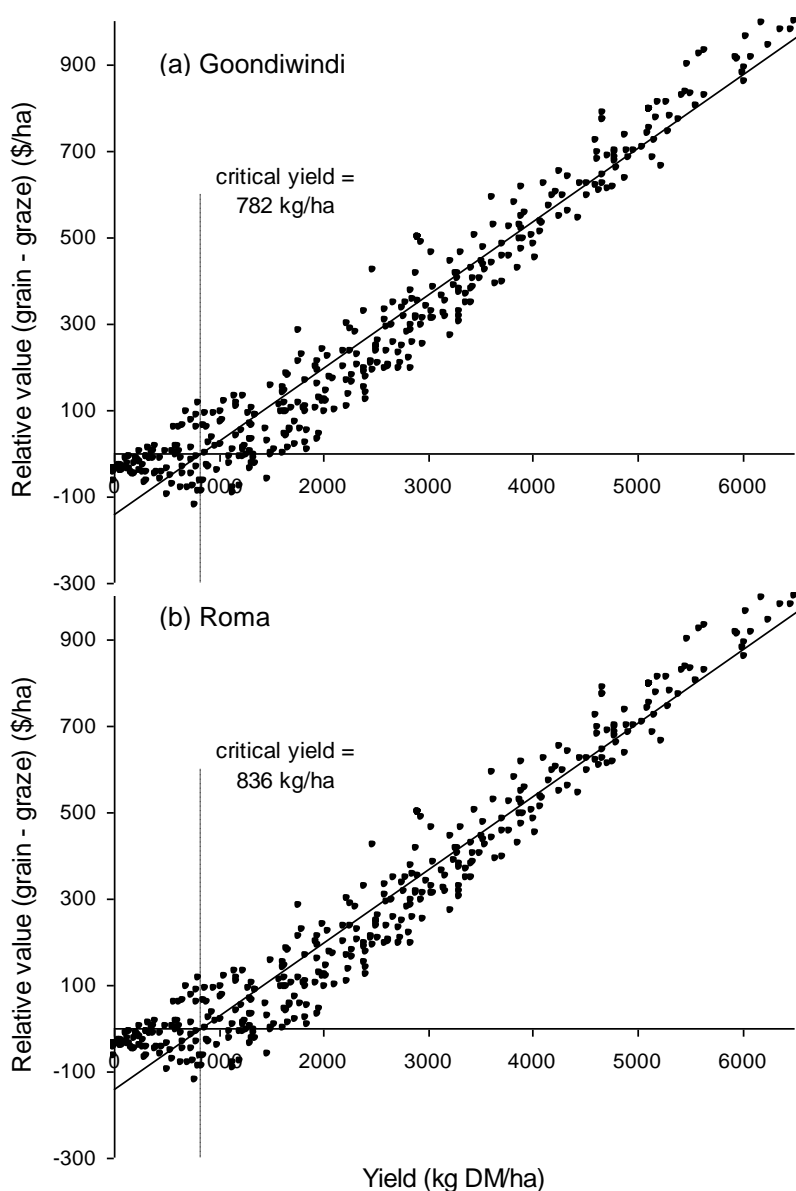 (a) Goondiwindi
Relative value (grain - graze) ($/ha)
900
700
500
300
100
-100
-300
critical yield =
782 kg/ha
0 1000 2000 3000 4000 5000 6000
(b) Roma
Relative value (grain - graze) ($/ha)
900
700
500
300
100
-100
-300
critical yield =
836 kg/ha
0 1000 2000 3000 4000 5000 6000
Yield (kg DM/ha)